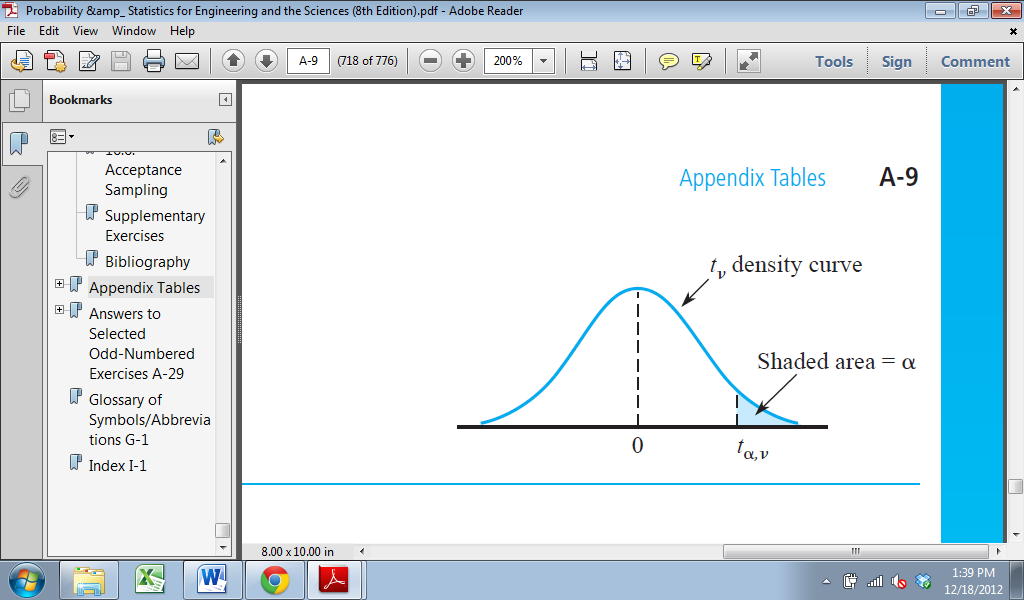 Probability &amp_ Statistics for Engineering and the Sciences (8th Edition).pdf - Adobe Reader
File Edit View Window Help
A-9 (718 of 776) 200% Tools Sign Comment
Bookmarks
Acceptance
Sampling
Supplementary
Exercises
Bibliography
Appendix Tables
Answers to
Selected
Odd-Numbered
Exercises A-29
Glossary of
Symbols/Abbrevia
tions G-1
Index I-1
Appendix Tables A-9
tν density curve
Shaded area = α
0
tα,ν
8.00 x 10.00 in
1:39 PM
12/18/2012